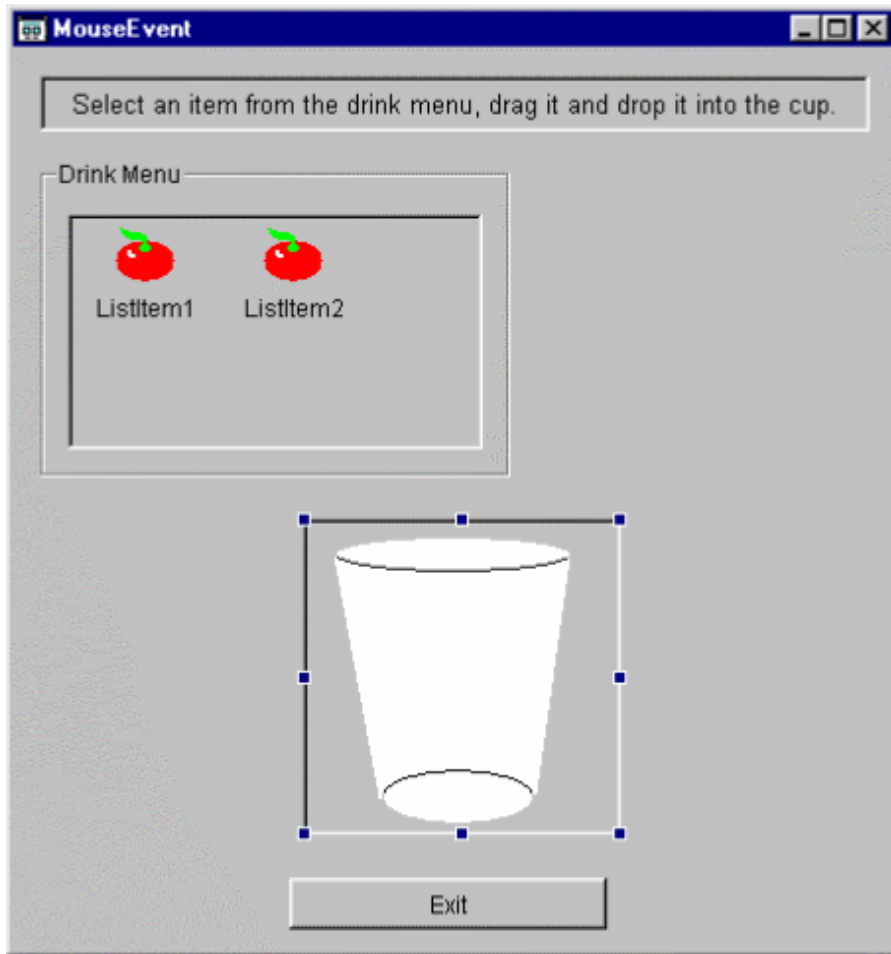 MouseEvent
Select an item from the drink menu, drag it and drop it into the cup.
Drink Menu
ListItem1 ListItem2
Exit